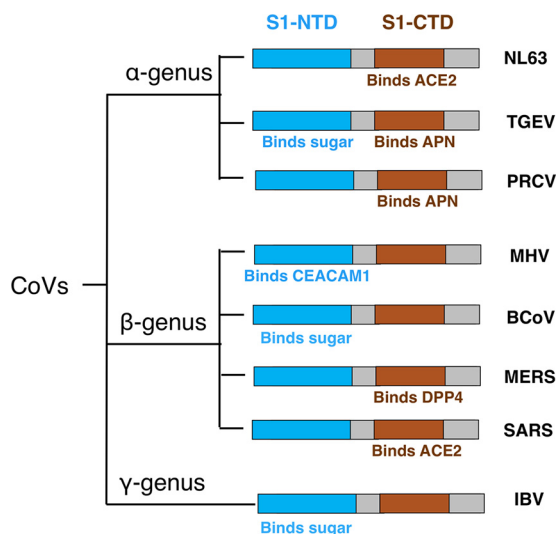 S1-NTD S1-CTD
α-genus
NL63
Binds ACE2
TGEV
Binds sugar Binds APN
PRCV
Binds APN
CoVs
β-genus
MHV
Binds CEACAM1
BCoV
Binds sugar
MERS
Binds DPP4
SARS
Binds ACE2
γ-genus
IBV
Binds sugar